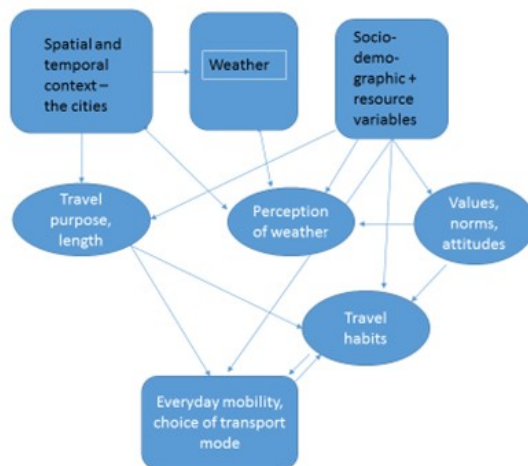 Spatial and
temporal
context –
the cities
Weather
Socio-
demo-
graphic +
resource
variables
Travel
purpose,
length
Perception
of weather
Values,
norms,
attitudes
Travel
habits
Everyday mobility,
choice of transport
mode